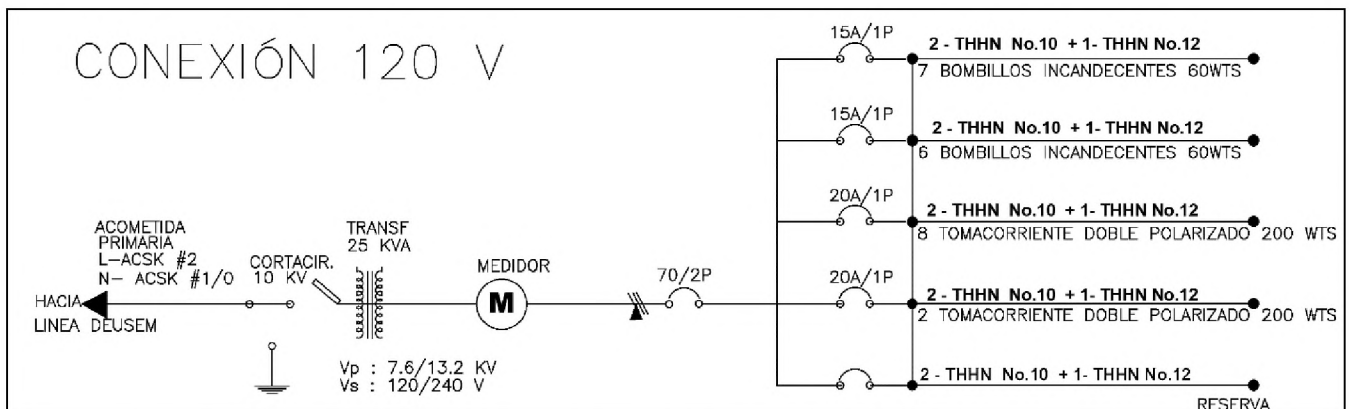 CONEXIÓN 120 V
15A/1P
2 - THHN No.10 + 1- THHN No.12
7 BOMBILLOS INCANDECENTES 60WTS
15A/1P
2 - THHN No.10 + 1- THHN No.12
6 BOMBILLOS INCANDECENTES 60WTS
20A/1P
2 - THHN No.10 + 1- THHN No.12
8 TOMACORRIENTE DOBLE POLARIZADO 200 WTS
ACOMETIDA
PRIMARIA
L-ACSK #2
N- ACSK #1/0
CORTACIR.
10 KV
TRANSF
25 KVA
MEDIDOR
M
70/2P
20A/1P
2 - THHN No.10 + 1- THHN No.12
2 TOMACORRIENTE DOBLE POLARIZADO 200 WTS
HACIA
LINEA DEUSEM
Vp : 7.6/13.2 KV
Vs : 120/240 V
2 - THHN No.10 + 1- THHN No.12
RESERVA